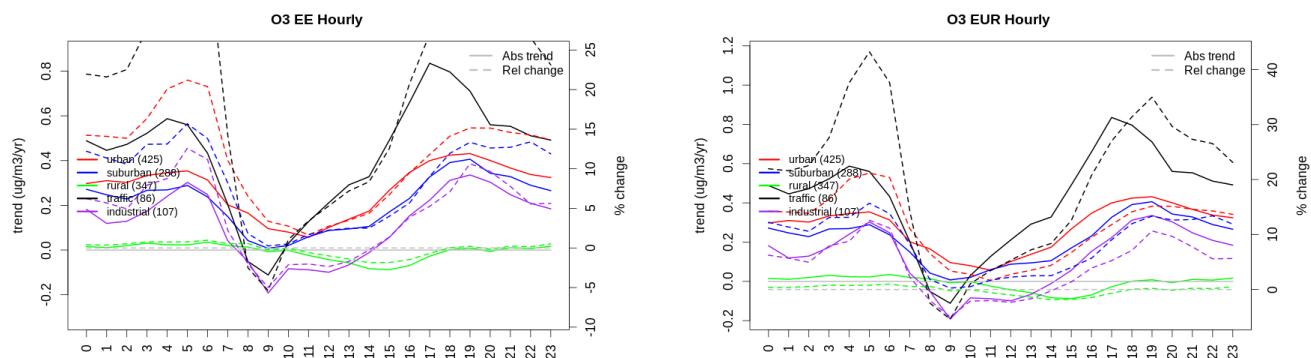 O3 EE Hourly
trend (ug/m3/yr)
0.8
0.6
0.4
0.2
0.0
-0.2
Abs trend
Rel change
urban (425)
suburban (288)
rural (347)
traffic (86)
industrial (107)
25
20
15
10
5
0
-5
-10
% change
0 1 2 3 4 5 6 7 8 9 10 11 12 13 14 15 16 17 18 19 20 21 22 23
O3 EUR Hourly
trend (ug/m3/yr)
1.2
1.0
0.8
0.6
0.4
0.2
0.0
-0.2
Abs trend
Rel change
urban (425)
suburban (288)
rural (347)
traffic (86)
industrial (107)
40
30
20
10
0
% change
0 1 2 3 4 5 6 7 8 9 10 11 12 13 14 15 16 17 18 19 20 21 22 23